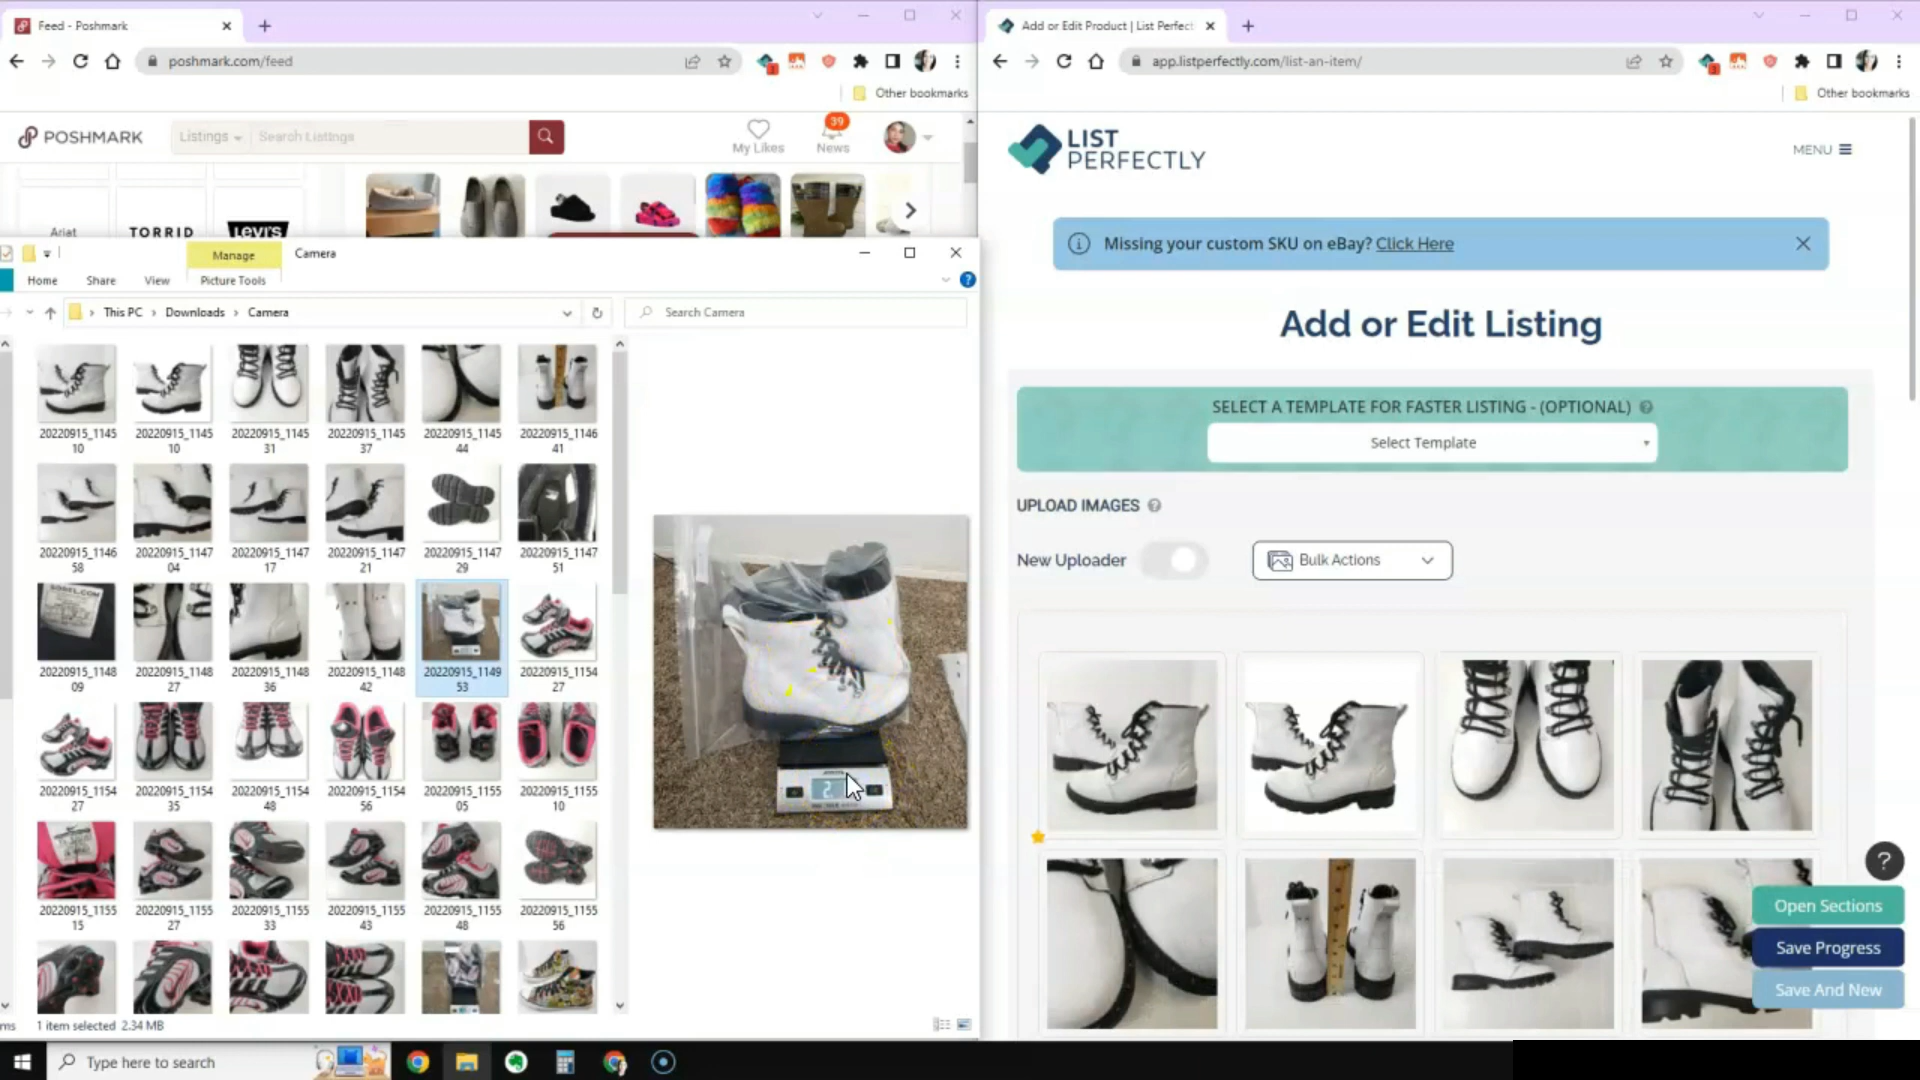 Feed - Poshmark
poshmark.com/feed
Other bookmarks
POSHMARK
Listings
Search Listings
My Likes
39
News
Ariat
TORRID
LEVI'S
Manage
Camera
Home
Share
View
Picture Tools
This PC > Downloads > Camera
Search Camera
20220915_1145
10
20220915_1145
10
20220915_1145
31
20220915_1145
37
20220915_1145
44
20220915_1146
41
20220915_1146
58
20220915_1147
04
20220915_1147
17
20220915_1147
21
20220915_1147
29
20220915_1147
51
SOREL.COM
20220915_1148
09
20220915_1148
27
20220915_1148
36
20220915_1148
42
20220915_1149
53
20220915_1154
27
20220915_1154
27
20220915_1154
35
20220915_1154
48
20220915_1154
56
20220915_1155
05
20220915_1155
10
20220915_1155
15
20220915_1155
27
20220915_1155
33
20220915_1155
43
20220915_1155
48
20220915_1155
56
2.
ms
1 item selected 2.34 MB
Type here to search
Add or Edit Product | List Perfect
app.listperfectly.com/list-an-item/
Other bookmarks
LIST
PERFECTLY
MENU
Missing your custom SKU on eBay? Click Here
Add or Edit Listing
SELECT A TEMPLATE FOR FASTER LISTING - (OPTIONAL)
Select Template
UPLOAD IMAGES
New Uploader
Bulk Actions
?
Open Sections
Save Progress
Save And New